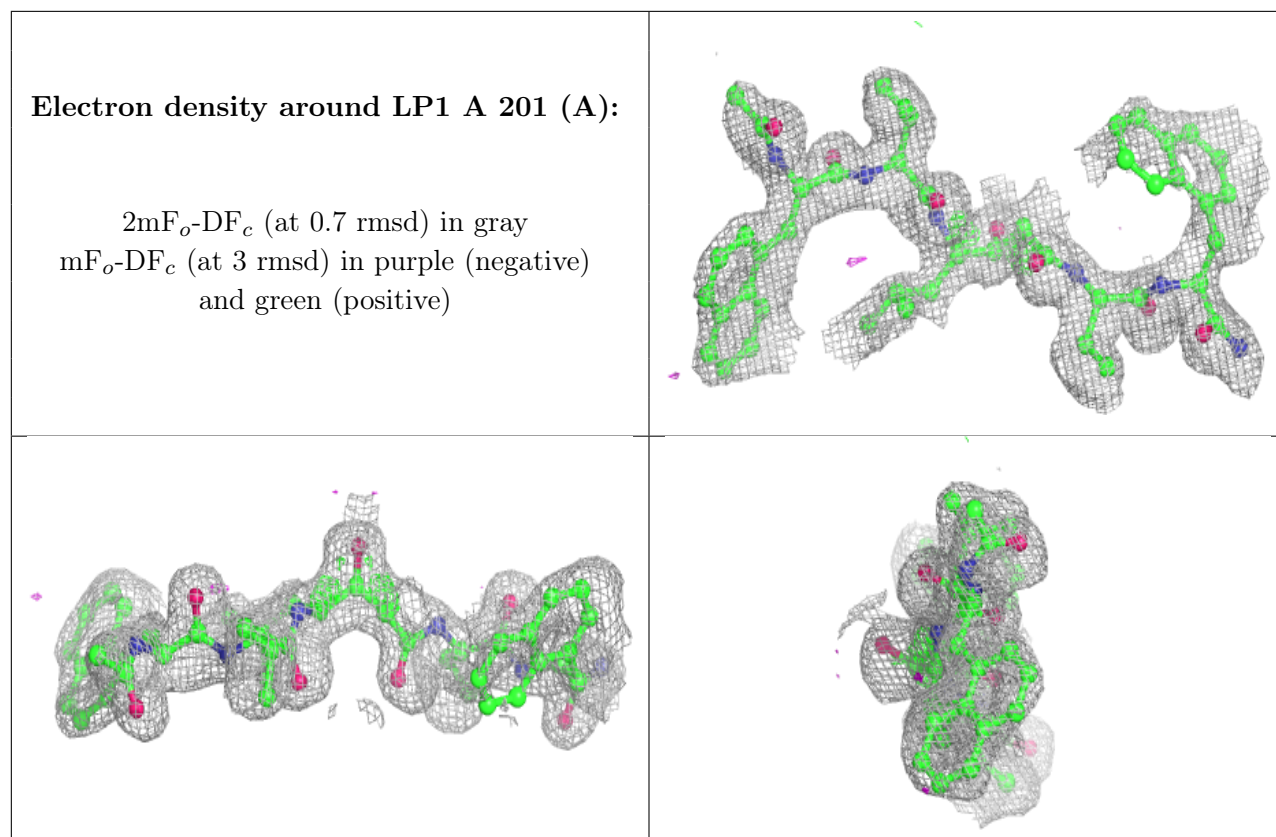 Electron density around LP1 A 201 (A):
2mFo-DFc (at 0.7 rmsd) in gray
mFo-DFc (at 3 rmsd) in purple (negative)
and green (positive)